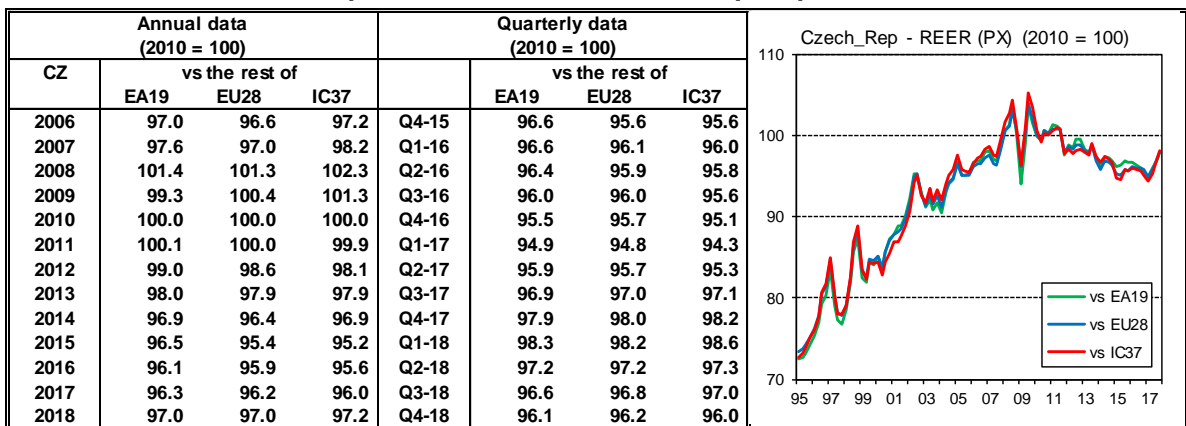 Annual data Quarterly data
(2010 = 100) (2010 = 100)
CZ vs the rest of vs the rest of
EA19 EU28 IC37 EA19 EU28 IC37
2006 97.0 96.6 97.2 Q4-15 96.6 95.6 95.6
2007 97.6 97.0 98.2 Q1-16 96.6 96.1 96.0
2008 101.4 101.3 102.3 Q2-16 96.4 95.9 95.8
2009 99.3 100.4 101.3 Q3-16 96.0 96.0 95.6
2010 100.0 100.0 100.0 Q4-16 95.5 95.7 95.1
2011 100.1 100.0 99.9 Q1-17 94.9 94.8 94.3
2012 99.0 98.6 98.1 Q2-17 95.9 95.7 95.3
2013 98.0 97.9 97.9 Q3-17 96.9 97.0 97.1
2014 96.9 96.4 96.9 Q4-17 97.9 98.0 98.2
2015 96.5 95.4 95.2 Q1-18 98.3 98.2 98.6
2016 96.1 95.9 95.6 Q2-18 97.2 97.2 97.3
2017 96.3 96.2 96.0 Q3-18 96.6 96.8 97.0
2018 97.0 97.0 97.2 Q4-18 96.1 96.2 96.0
Czech_Rep - REER (PX) (2010 = 100)
110
100
90
80
70
vs EA19
vs EU28
vs IC37
95 97 99 01 03 05 07 09 11 13 15 17